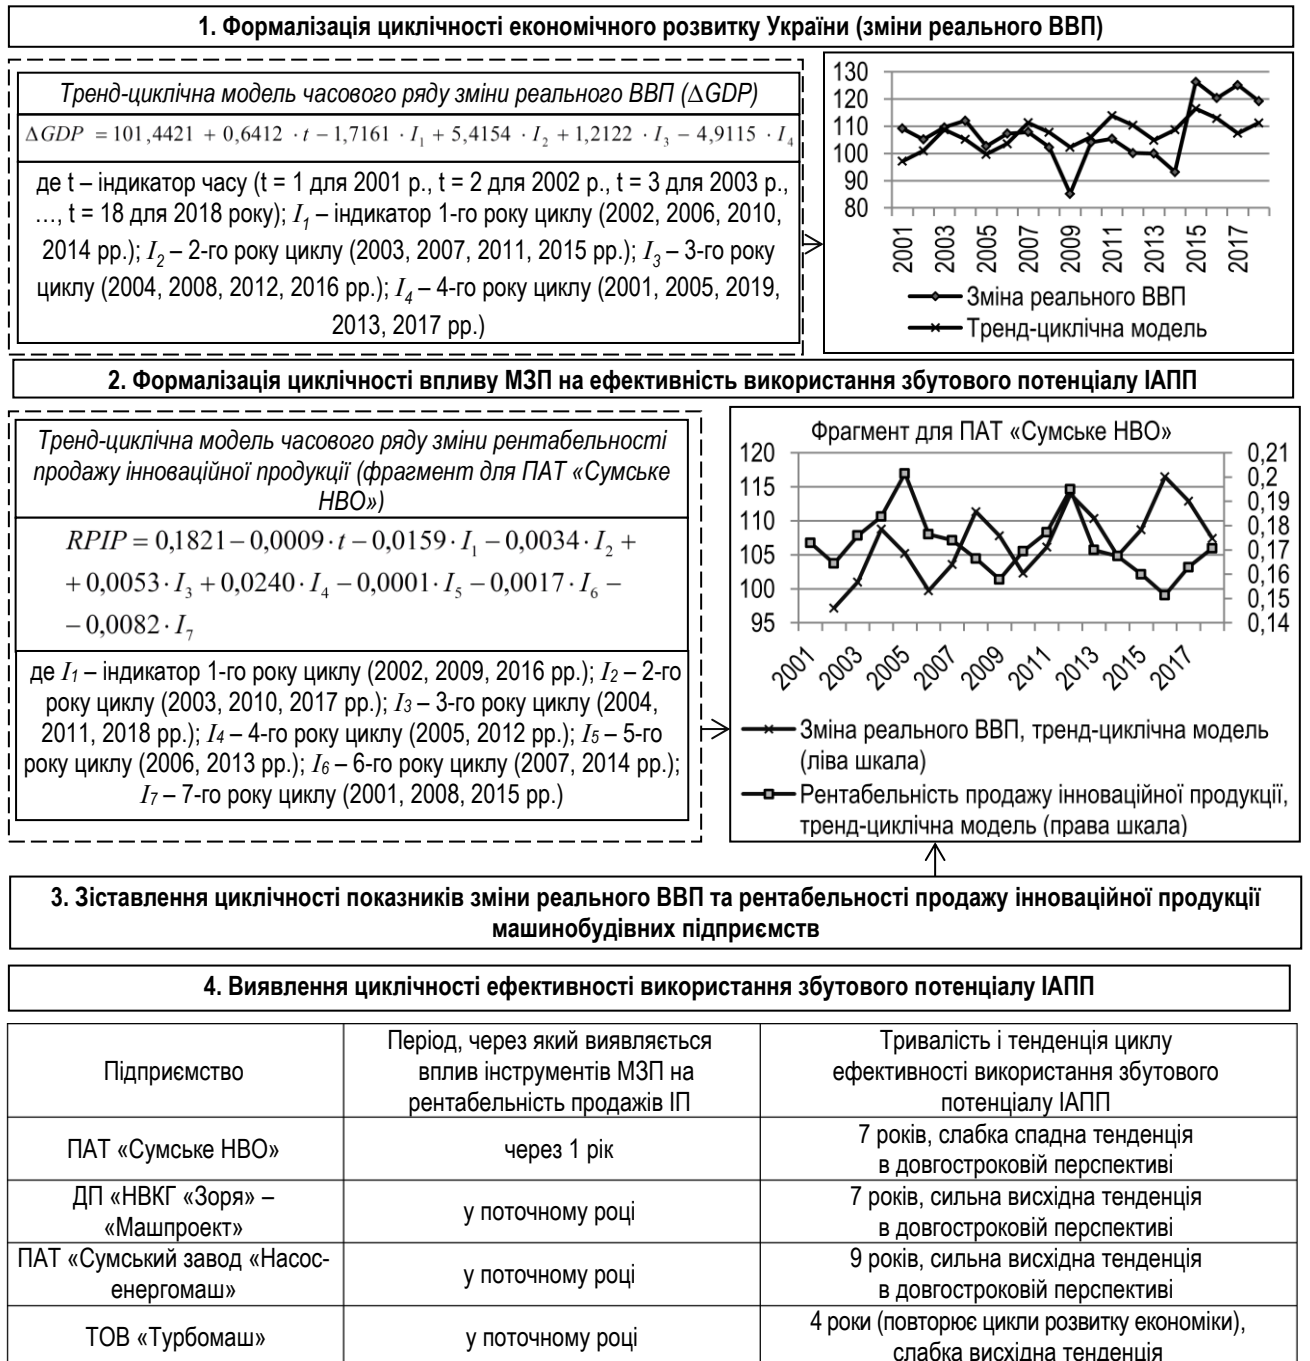 1. Формалізація циклічності економічного розвитку України (зміни реального ВВП)
Тренд-циклічна модель часового ряду зміни реального ВВП (ΔGDP)
ΔGDP = 101,4421 + 0,6412 · t − 1,7161 · I₁ + 5,4154 · I₂ + 1,2122 · I₃ − 4,9115 · I₄
де t – індикатор часу (t = 1 для 2001 р., t = 2 для 2002 р., t = 3 для 2003 р.,
…, t = 18 для 2018 року); I₁ – індикатор 1-го року циклу (2002, 2006, 2010,
2014 рр.); I₂ – 2-го року циклу (2003, 2007, 2011, 2015 рр.); I₃ – 3-го року
циклу (2004, 2008, 2012, 2016 рр.); I₄ – 4-го року циклу (2001, 2005, 2019,
2013, 2017 рр.)
130
120
110
100
90
80
2001
2003
2005
2007
2009
2011
2013
2015
2017
Зміна реального ВВП
Тренд-циклічна модель
2. Формалізація циклічності впливу МЗП на ефективність використання збутового потенціалу ІАПП
Тренд-циклічна модель часового ряду зміни рентабельності
продажу інноваційної продукції (фрагмент для ПАТ «Сумське
НВО»)
RPIP = 0,1821 − 0,0009 · t − 0,0159 · I₁ − 0,0034 · I₂ +
+ 0,0053 · I₃ + 0,0240 · I₄ − 0,0001 · I₅ − 0,0017 · I₆ −
− 0,0082 · I₇
де I₁ – індикатор 1-го року циклу (2002, 2009, 2016 рр.); I₂ – 2-го
року циклу (2003, 2010, 2017 рр.); I₃ – 3-го року циклу (2004,
2011, 2018 рр.); I₄ – 4-го року циклу (2005, 2012 рр.); I₅ – 5-го
року циклу (2006, 2013 рр.); I₆ – 6-го року циклу (2007, 2014 рр.);
I₇ – 7-го року циклу (2001, 2008, 2015 рр.)
Фрагмент для ПАТ «Сумське НВО»
120
115
110
105
100
95
0,21
0,2
0,19
0,18
0,17
0,16
0,15
0,14
2001
2003
2005
2007
2009
2011
2013
2015
2017
Зміна реального ВВП, тренд-циклічна модель
(ліва шкала)
Рентабельність продажу інноваційної продукції,
тренд-циклічна модель (права шкала)
3. Зіставлення циклічності показників зміни реального ВВП та рентабельності продажу інноваційної продукції
машинобудівних підприємств
4. Виявлення циклічності ефективності використання збутового потенціалу ІАПП
Підприємство
Період, через який виявляється
вплив інструментів МЗП на
рентабельність продажів ІП
Тривалість і тенденція циклу
ефективності використання збутового
потенціалу ІАПП
ПАТ «Сумське НВО»
через 1 рік
7 років, слабка спадна тенденція
в довгостроковій перспективі
ДП «НВКГ «Зоря» –
«Машпроект»
у поточному році
7 років, сильна висхідна тенденція
в довгостроковій перспективі
ПАТ «Сумський завод «Насос-
енергомаш»
у поточному році
9 років, сильна висхідна тенденція
в довгостроковій перспективі
ТОВ «Турбомаш»
у поточному році
4 роки (повторює цикли розвитку економіки),
слабка висхідна тенденція